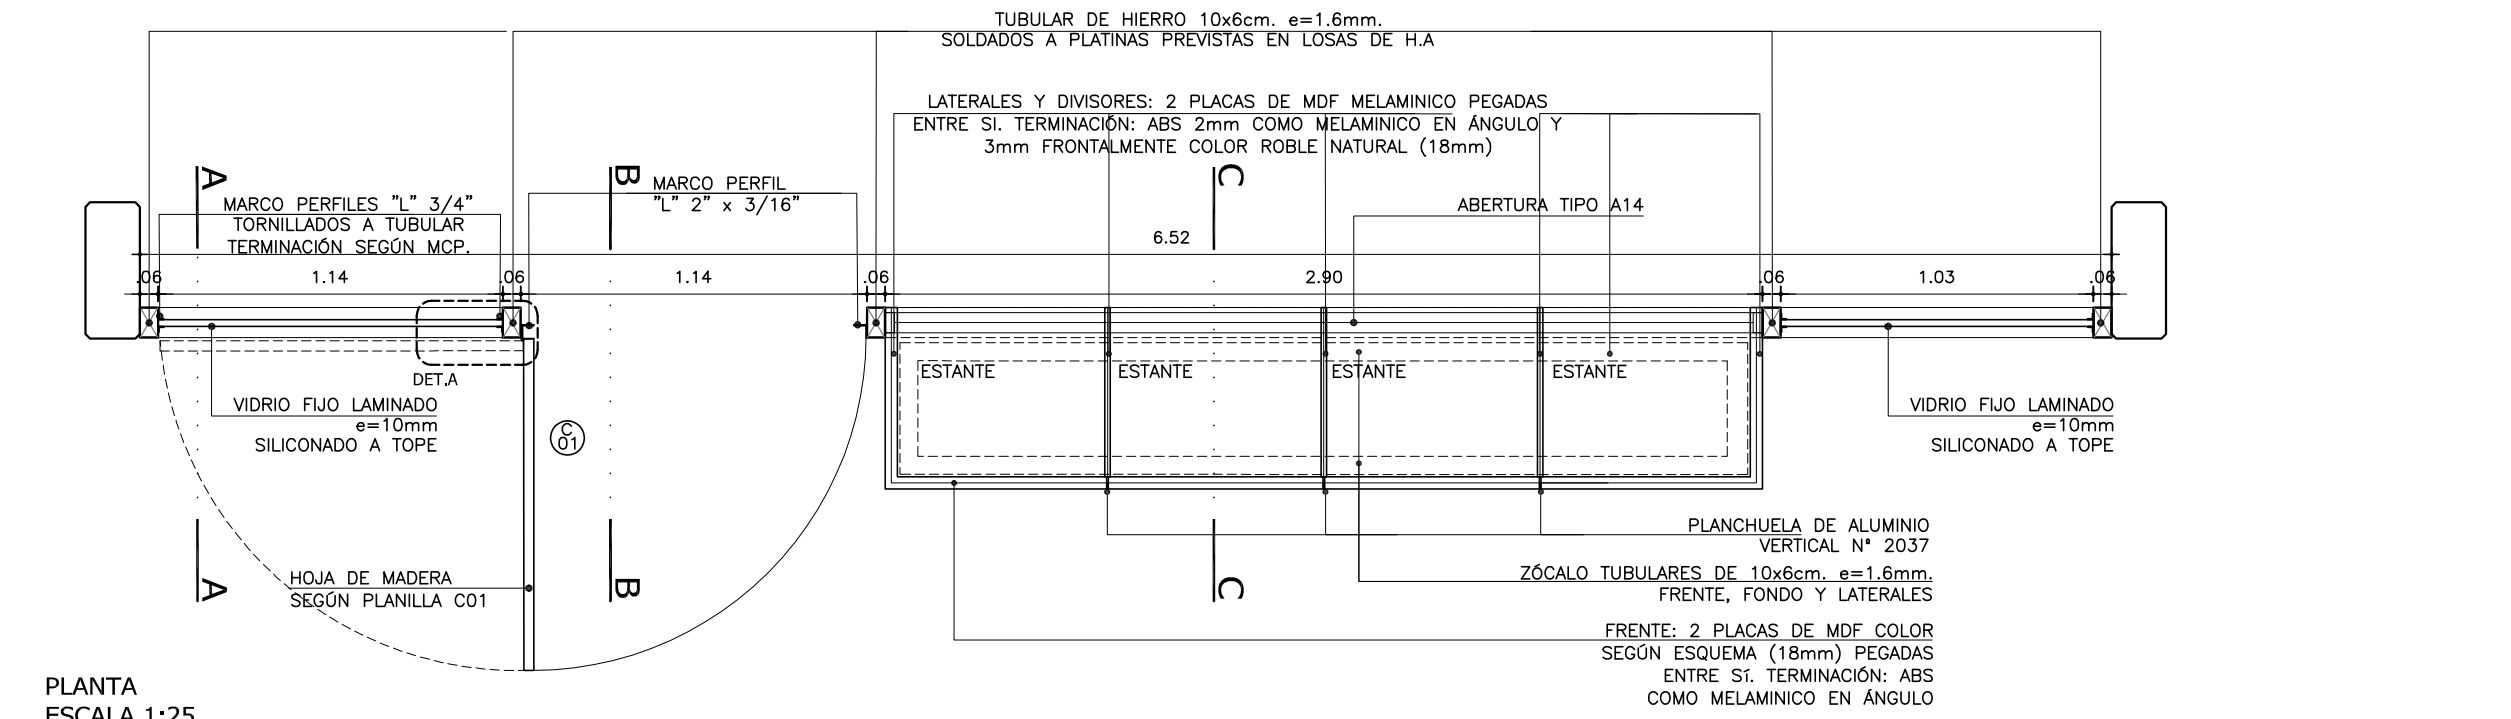 TUBULAR DE HIERRO 10x6cm. e=1.6mm.
SOLDADOS A PLATINAS PREVISTAS EN LOSAS DE H.A
LATERALES Y DIVISORES: 2 PLACAS DE MDF MELAMINICO PEGADAS
ENTRE SI. TERMINACIÓN: ABS 2mm COMO MELAMINICO EN ÁNGULO Y
3mm FRONTALMENTE COLOR ROBLE NATURAL (18mm)
A
B
C
MARCO PERFIL
"L" 2" x 3/16"
MARCO PERFILES "L" 3/4"
TORNILLADOS A TUBULAR
TERMINACIÓN SEGÚN MCP.
ABERTURA TIPO A14
6.52
.06
1.14
.06
1.14
.06
2.90
.06
1.03
.06
ESTANTE
ESTANTE
ESTANTE
ESTANTE
DET.A
VIDRIO FIJO LAMINADO
e=10mm
SILICONADO A TOPE
C
01
VIDRIO FIJO LAMINADO
e=10mm
SILICONADO A TOPE
PLANCHUELA DE ALUMINIO
VERTICAL Nº 2037
A
B
C
HOJA DE MADERA
SEGÚN PLANILLA C01
ZÓCALO TUBULARES DE 10x6cm. e=1.6mm.
FRENTE, FONDO Y LATERALES
FRENTE: 2 PLACAS DE MDF COLOR
SEGÚN ESQUEMA (18mm) PEGADAS
ENTRE Sí. TERMINACIÓN: ABS
COMO MELAMINICO EN ÁNGULO
PLANTA
ESCALA 1:25